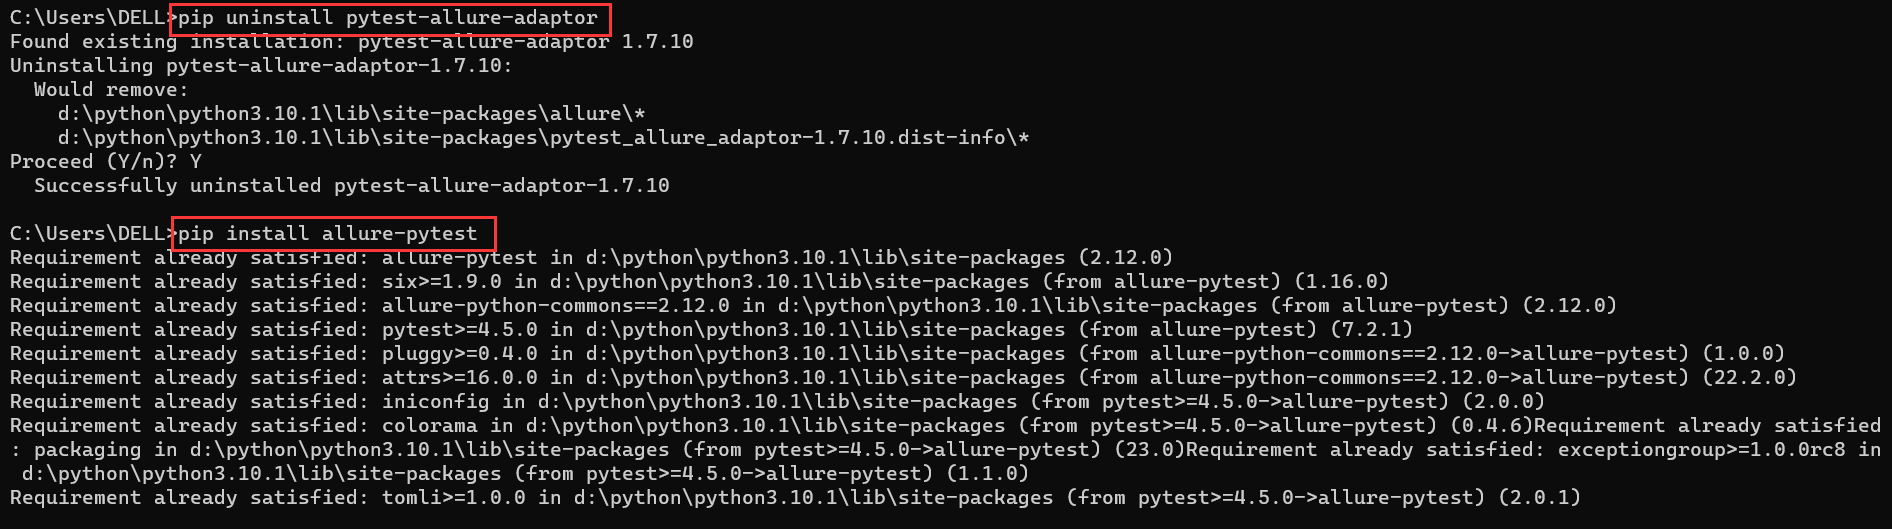 C:\Users\DELL>pip uninstall pytest-allure-adaptor
Found existing installation: pytest-allure-adaptor 1.7.10
Uninstalling pytest-allure-adaptor-1.7.10:
  Would remove:
    d:\python\python3.10.1\lib\site-packages\allure\*
    d:\python\python3.10.1\lib\site-packages\pytest_allure_adaptor-1.7.10.dist-info\*
Proceed (Y/n)? Y
  Successfully uninstalled pytest-allure-adaptor-1.7.10
C:\Users\DELL>pip install allure-pytest
Requirement already satisfied: allure-pytest in d:\python\python3.10.1\lib\site-packages (2.12.0)
Requirement already satisfied: six>=1.9.0 in d:\python\python3.10.1\lib\site-packages (from allure-pytest) (1.16.0)
Requirement already satisfied: allure-python-commons==2.12.0 in d:\python\python3.10.1\lib\site-packages (from allure-pytest) (2.12.0)
Requirement already satisfied: pytest>=4.5.0 in d:\python\python3.10.1\lib\site-packages (from allure-pytest) (7.2.1)
Requirement already satisfied: pluggy>=0.4.0 in d:\python\python3.10.1\lib\site-packages (from allure-python-commons==2.12.0->allure-pytest) (1.0.0)
Requirement already satisfied: attrs>=16.0.0 in d:\python\python3.10.1\lib\site-packages (from allure-python-commons==2.12.0->allure-pytest) (22.2.0)
Requirement already satisfied: iniconfig in d:\python\python3.10.1\lib\site-packages (from pytest>=4.5.0->allure-pytest) (2.0.0)
Requirement already satisfied: colorama in d:\python\python3.10.1\lib\site-packages (from pytest>=4.5.0->allure-pytest) (0.4.6)Requirement already satisfied
: packaging in d:\python\python3.10.1\lib\site-packages (from pytest>=4.5.0->allure-pytest) (23.0)Requirement already satisfied: exceptiongroup>=1.0.0rc8 in
 d:\python\python3.10.1\lib\site-packages (from pytest>=4.5.0->allure-pytest) (1.1.0)
Requirement already satisfied: tomli>=1.0.0 in d:\python\python3.10.1\lib\site-packages (from pytest>=4.5.0->allure-pytest) (2.0.1)